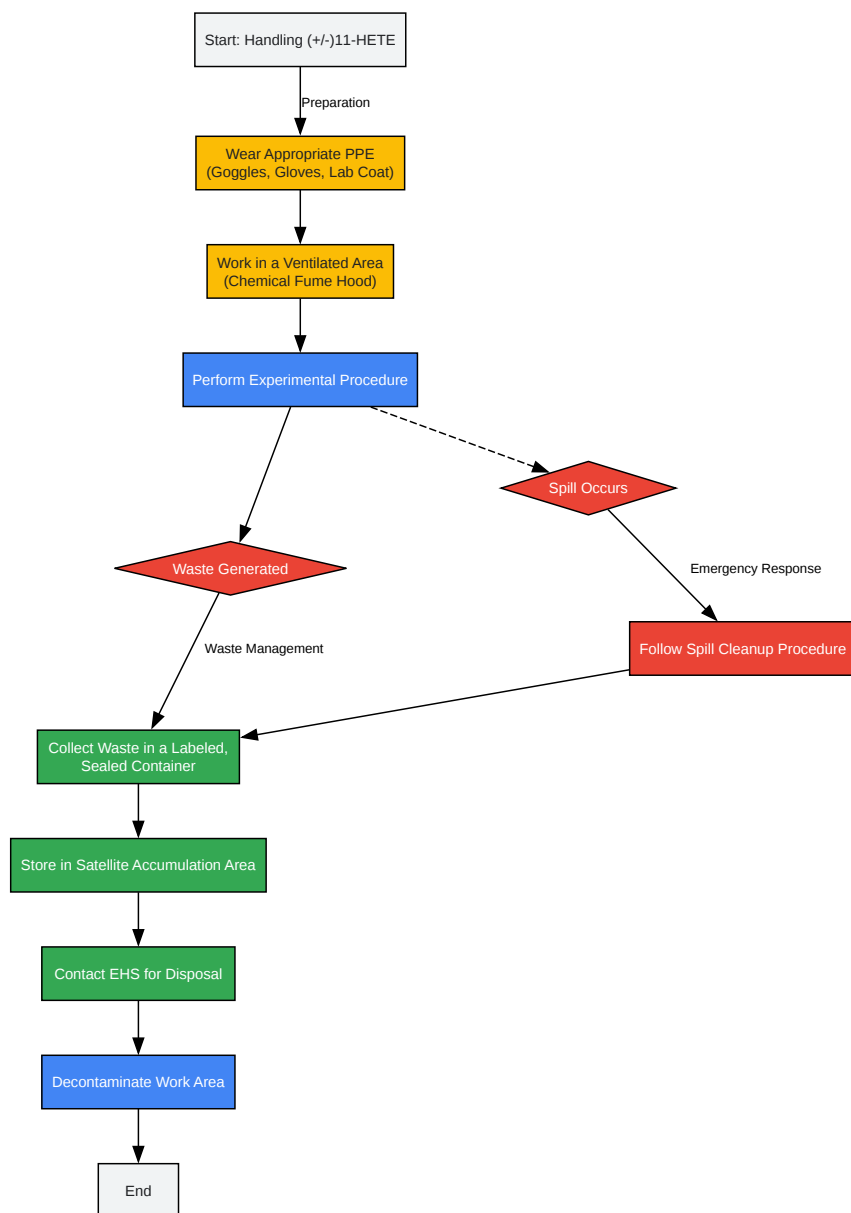 Start: Handling (+/-)11-HETE
Preparation
Wear Appropriate PPE
(Goggles, Gloves, Lab Coat)
Work in a Ventilated Area
(Chemical Fume Hood)
Perform Experimental Procedure
Spill Occurs
Waste Generated
Emergency Response
Waste Management
Follow Spill Cleanup Procedure
Collect Waste in a Labeled,
Sealed Container
Store in Satellite Accumulation Area
Contact EHS for Disposal
Decontaminate Work Area
End